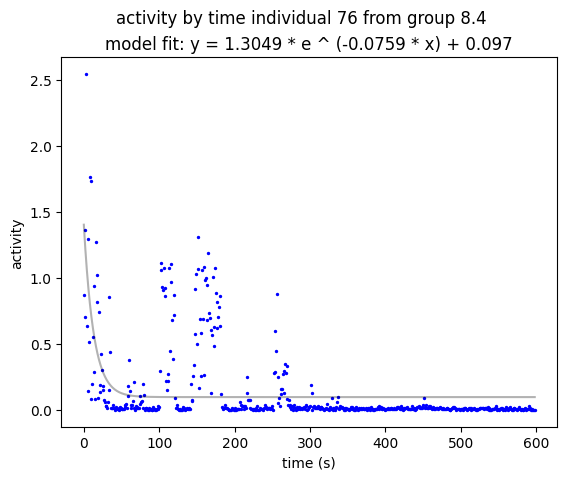 activity by time individual 76 from group 8.4
model fit: y = 1.3049 * e ^ (-0.0759 * x) + 0.097
2.5
2.0
1.5
1.0
0.5
0.0
activity
0 100 200 300 400 500 600
time (s)